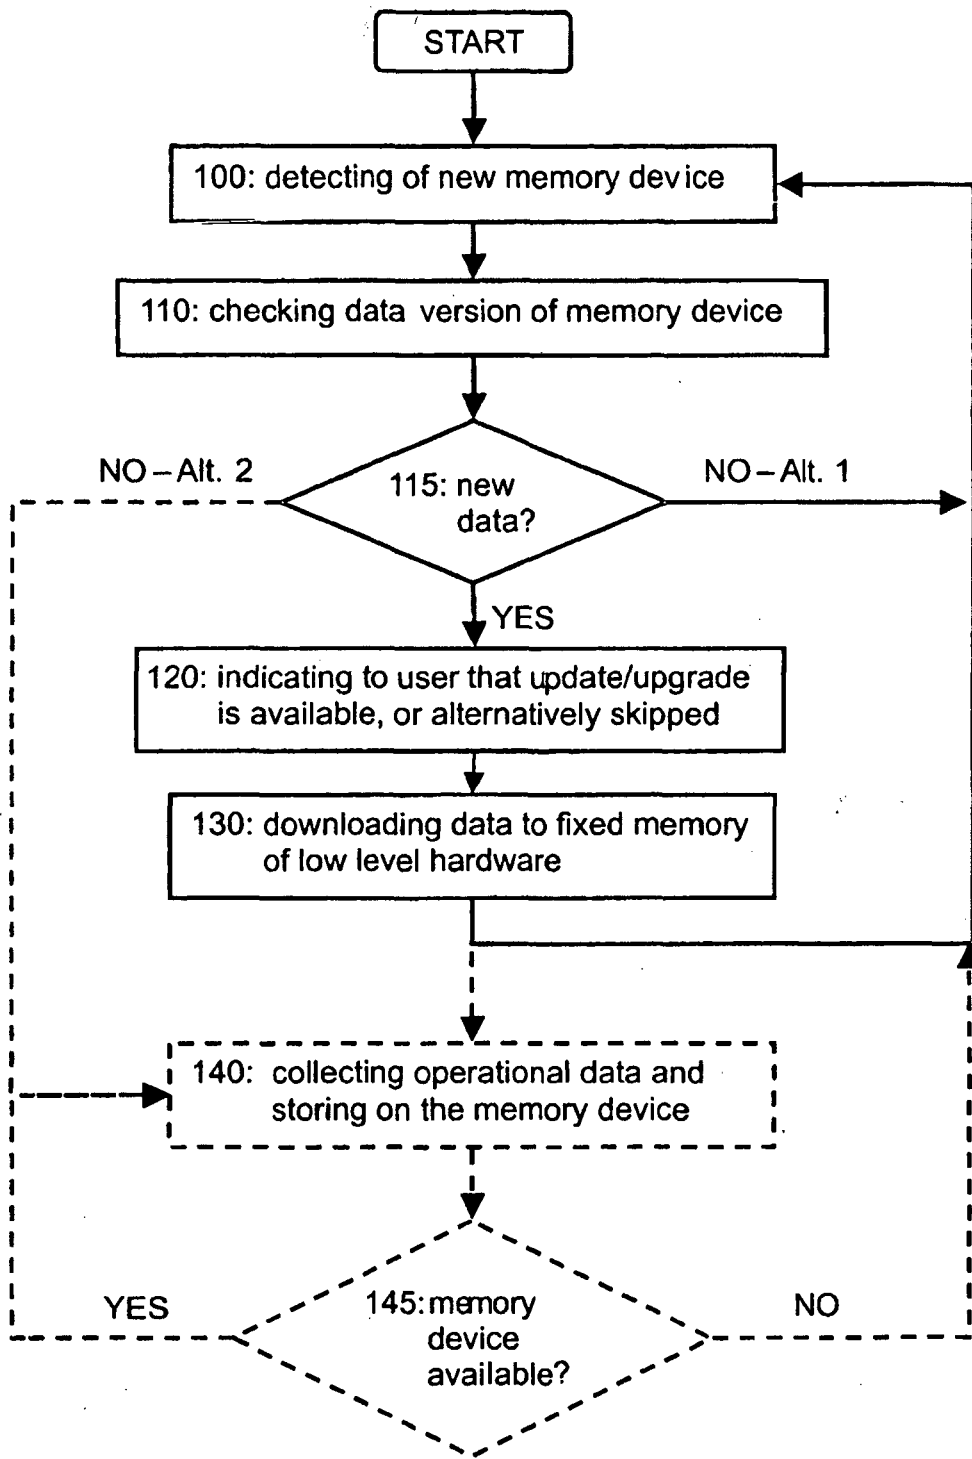 START
100: detecting of new memory device
110: checking data version of memory device
NO–Alt. 2
NO–Alt. 1
115: new
data?
YES
120: indicating to user that update/upgrade
is available, or alternatively skipped
130: downloading data to fixed memory
of low level hardware
140: collecting operational data and
storing on the memory device
YES
145: memory
device
available?
NO